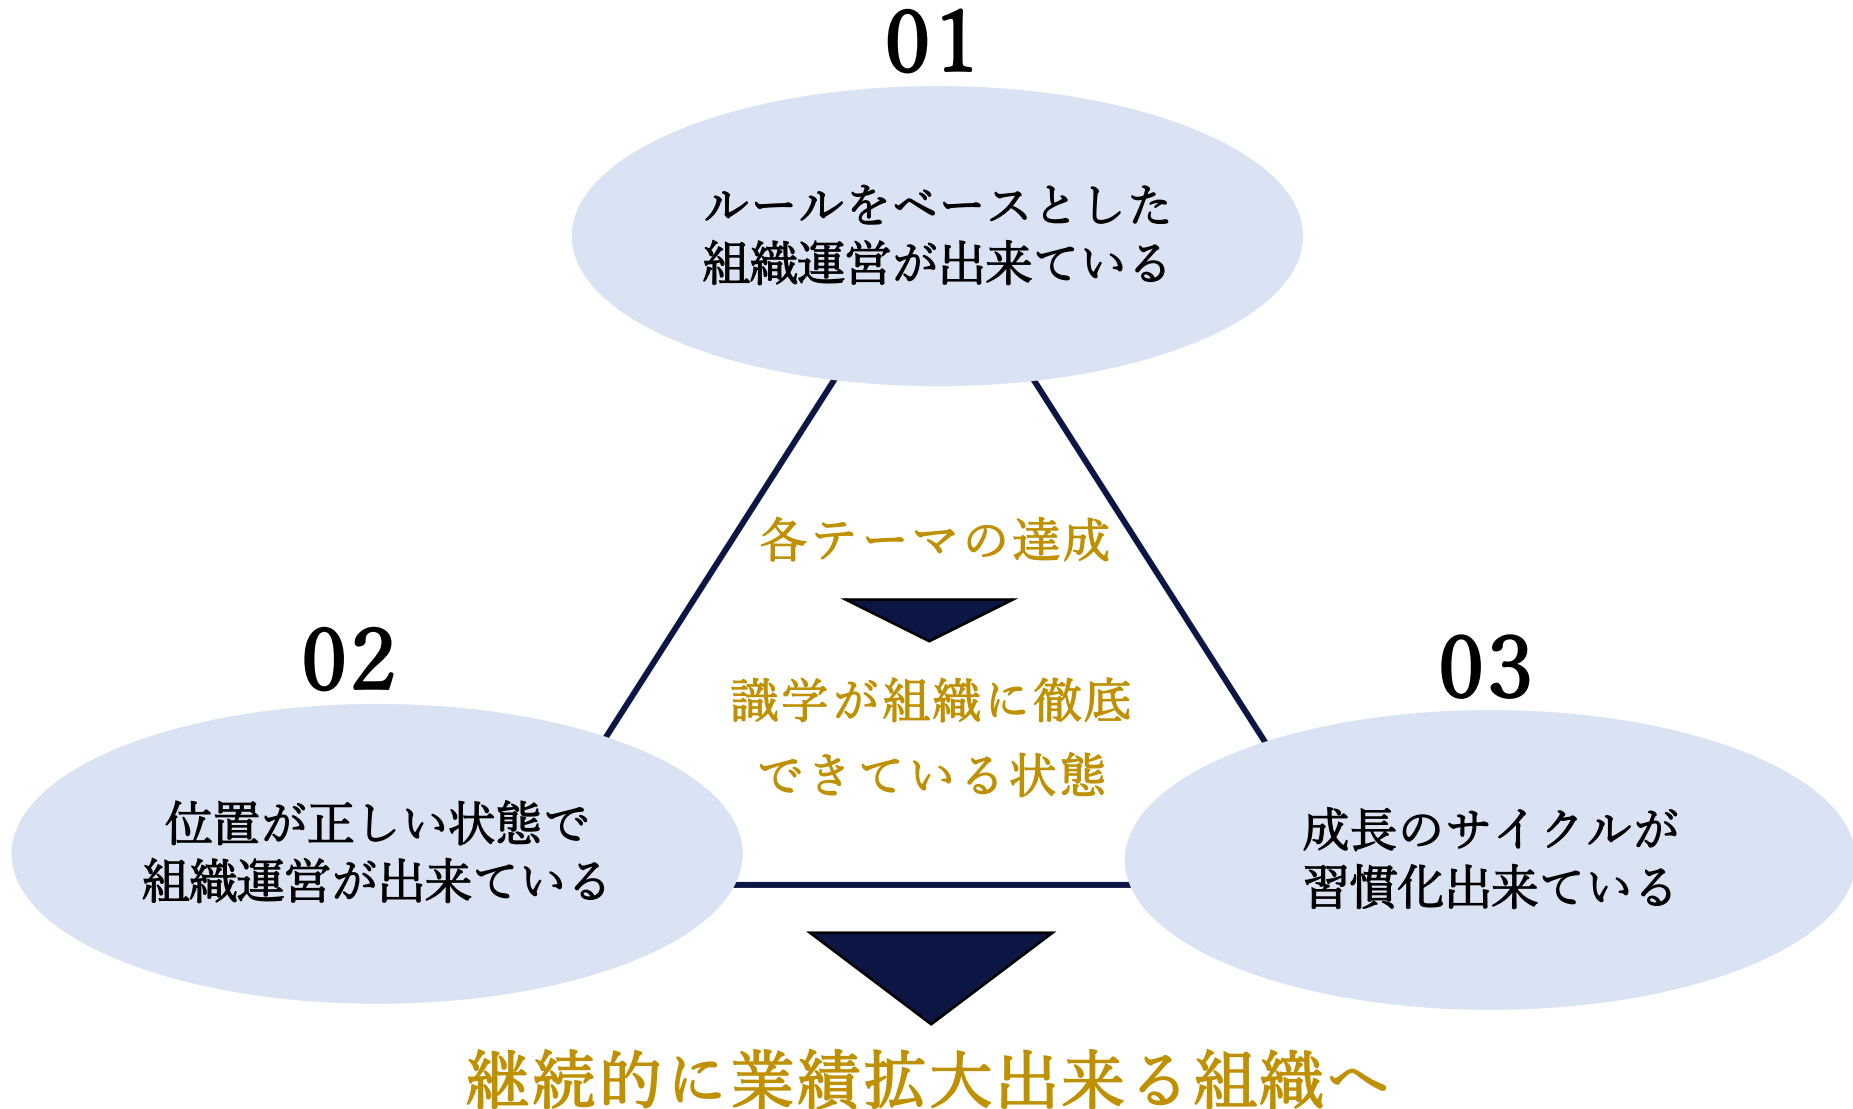 01
ルールをベースとした
組織運営が出来ている
各テーマの達成
識学が組織に徹底
できている状態
02
位置が正しい状態で
組織運営が出来ている
03
成長のサイクルが
習慣化出来ている
継続的に業績拡大出来る組織へ